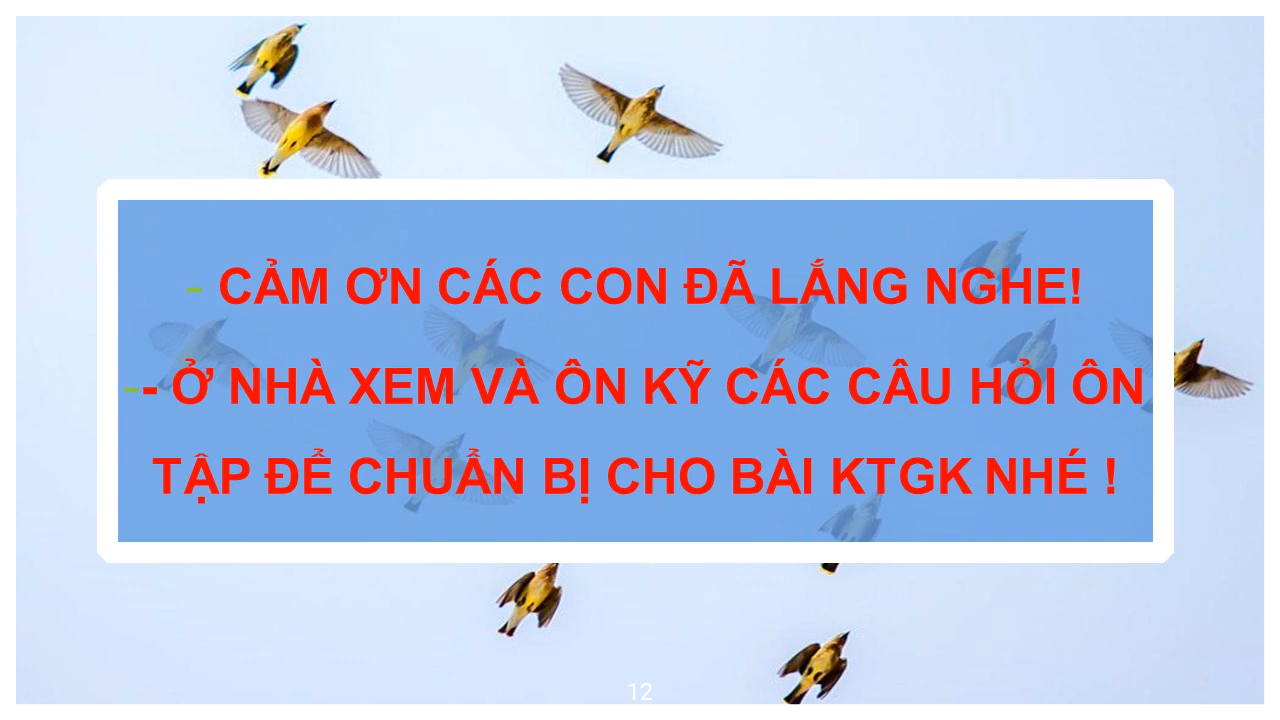 - CẢM ƠN CÁC CON ĐÃ LẮNG NGHE!
-- Ở NHÀ XEM VÀ ÔN KỸ CÁC CÂU HỎI ÔN
TẬP ĐỂ CHUẨN BỊ CHO BÀI KTGK NHÉ !
12